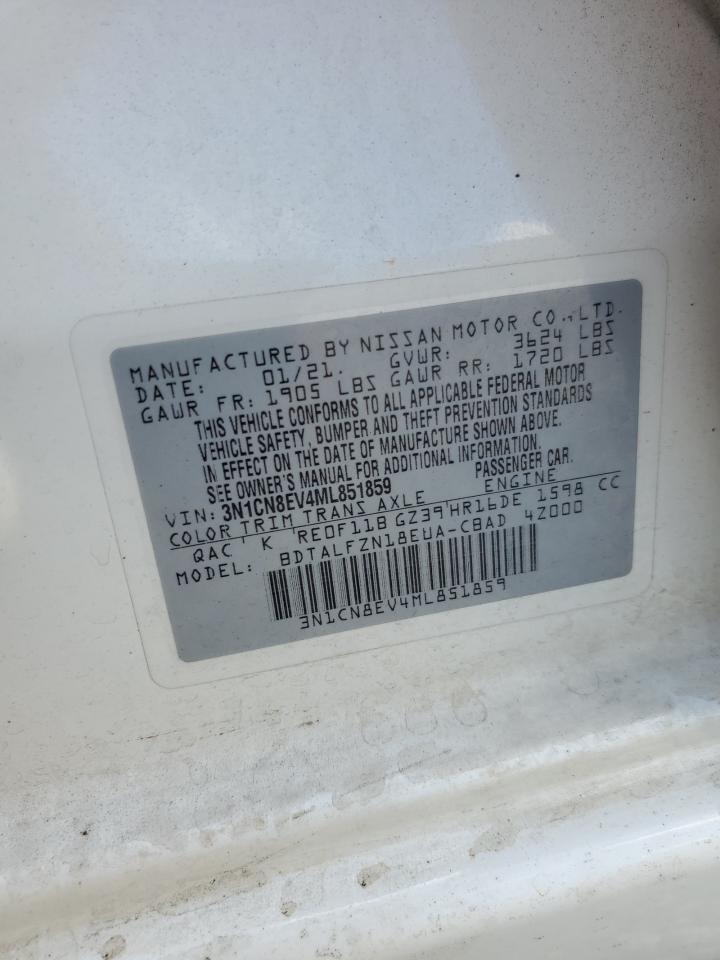 MANUFACTURED BY NISSAN MOTOR CO.,LTD.
DATE: 01/21. GVWR: 3624 LBS
GAWR FR: 1905 LBS GAWR RR: 1720 LBS
THIS VEHICLE CONFORMS TO ALL APPLICABLE FEDERAL MOTOR
VEHICLE SAFETY, BUMPER AND THEFT PREVENTION STANDARDS
IN EFFECT ON THE DATE OF MANUFACTURE SHOWN ABOVE.
SEE OWNER'S MANUAL FOR ADDITIONAL INFORMATION.
VIN: 3N1CN8EV4ML851859 PASSENGER CAR.
COLOR TRIM TRANS AXLE ENGINE
QAC K RE0F11B GZ39 HR16DE 1598 CC
MODEL: BDTALFZN18EUA-CBAD 4Z000
3N1CN8EV4ML851859